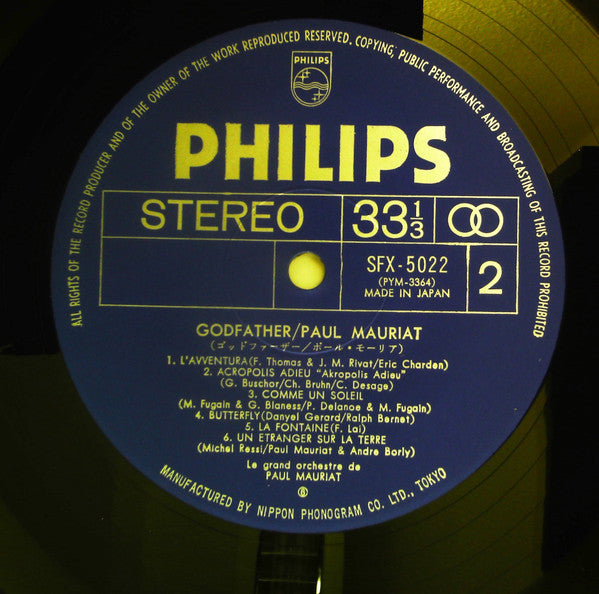 ALL RIGHTS OF THE RECORD PRODUCER AND OF THE OWNER OF THE WORK REPRODUCED RESERVED. COPYING, PUBLIC PERFORMANCE AND BROADCASTING OF THIS RECORD PROHIBITED
PHILIPS
PHILIPS
STEREO
33 1/3
SFX-5022
(PYM-3364)
MADE IN JAPAN
2
GODFATHER/PAUL MAURIAT
(ゴッドファーザー/ポール・モーリア)
1. L'AVVENTURA(F. Thomas & J. M. Rivat/Eric Charden)
2. ACROPOLIS ADIEU "Akropolis Adieu"
(G. Buschor/Ch. Bruhn/C. Desage)
3. COMME UN SOLEIL
(M. Fugain & G. Blaness/P. Delanoe & M. Fugain)
4. BUTTERFLY(Danyel Gerard/Ralph Bernet)
5. LA FONTAINE(F. Lai)
6. UN ETRANGER SUR LA TERRE
(Michel Ressi/Paul Mauriat & Andre Borly)
Le grand orchestre de
PAUL MAURIAT
MANUFACTURED BY NIPPON PHONOGRAM CO. LTD., TOKYO